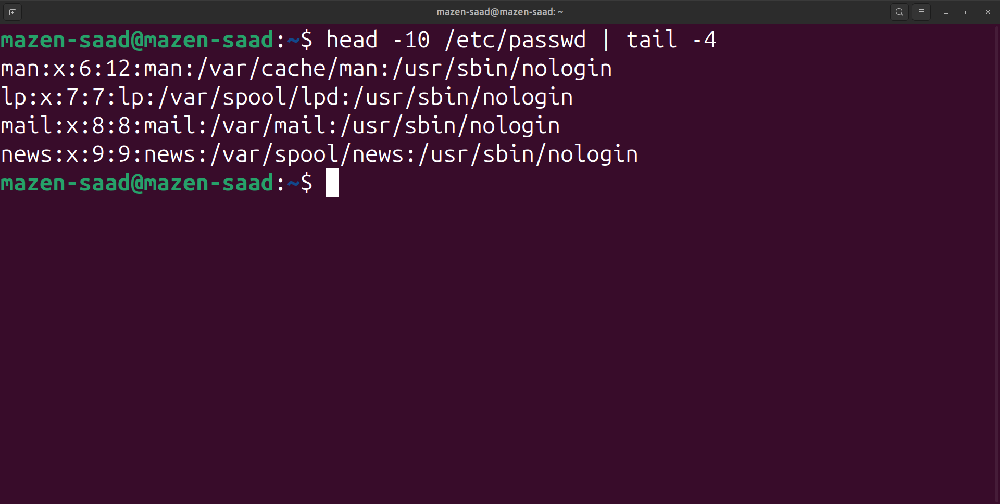 mazen-saad@mazen-saad: ~
mazen-saad@mazen-saad:~$ head -10 /etc/passwd | tail -4
man:x:6:12:man:/var/cache/man:/usr/sbin/nologin
lp:x:7:7:lp:/var/spool/lpd:/usr/sbin/nologin
mail:x:8:8:mail:/var/mail:/usr/sbin/nologin
news:x:9:9:news:/var/spool/news:/usr/sbin/nologin
mazen-saad@mazen-saad:~$